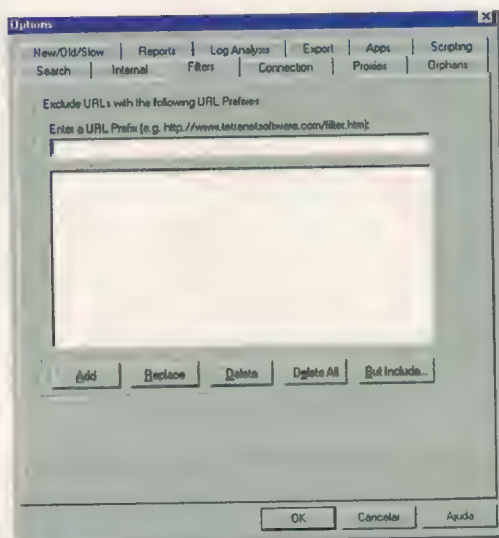 Options
New/Old/Slow Reports Log Analysis Export Apps Scripting
Search Internal Filters Connection Proxies Orphans
Exclude URLs with the following URL Prefixes
Enter a URL Prefix (e.g. http://www.tetranetsoftware.com/filter.htm):
Add Replace Delete Delete All But Include...
OK Cancelar Ajuda